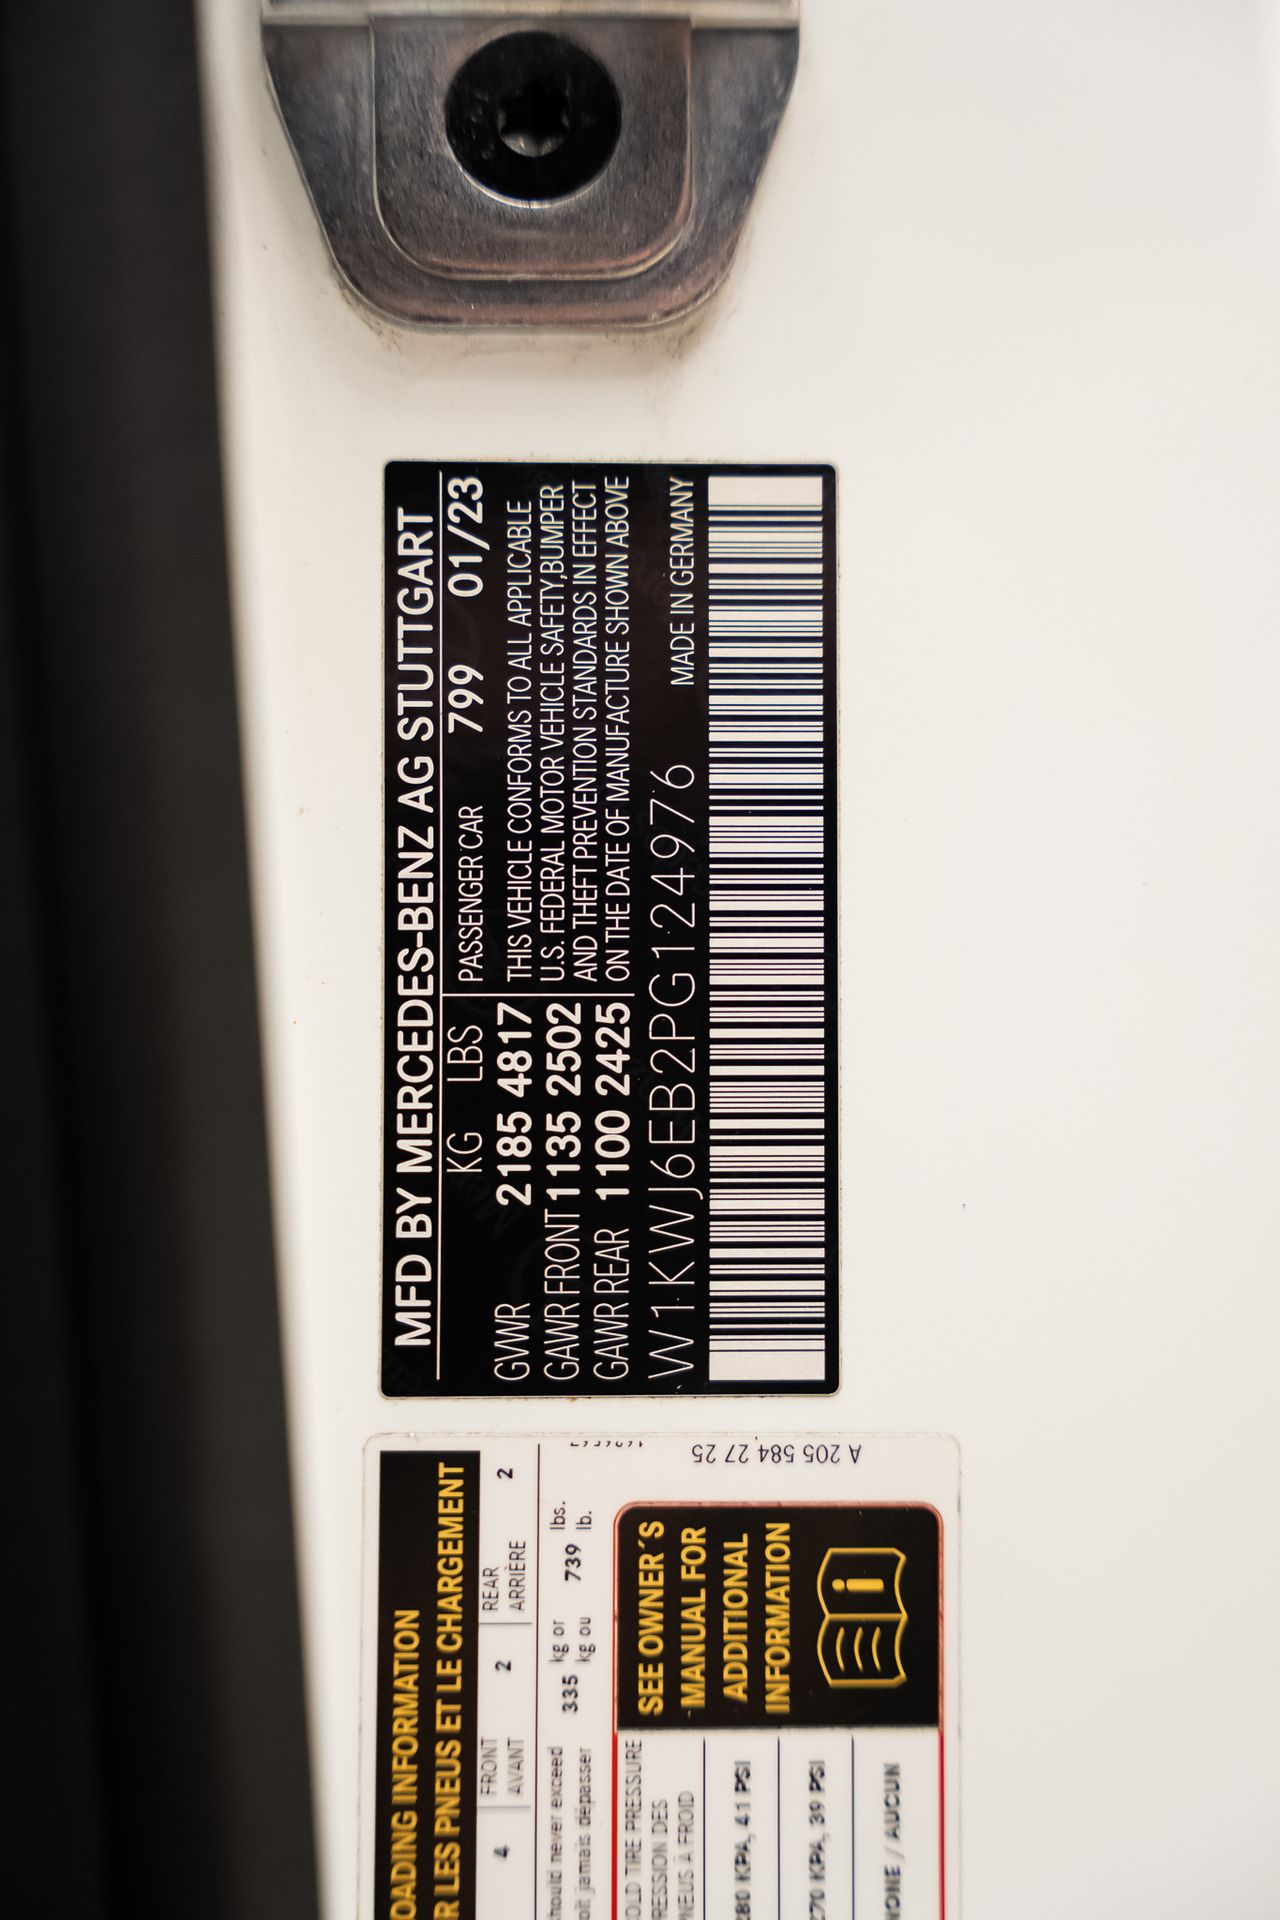 MFD BY MERCEDES-BENZ AG STUTTGART
KG LBS PASSENGER CAR 799 01/23
GVWR 2185 4817 THIS VEHICLE CONFORMS TO ALL APPLICABLE
U.S. FEDERAL MOTOR VEHICLE SAFETY,BUMPER
GAWR FRONT 1135 2502 AND THEFT PREVENTION STANDARDS IN EFFECT
GAWR REAR 1100 2425 ON THE DATE OF MANUFACTURE SHOWN ABOVE
W1KWJ6EB2PG124976 MADE IN GERMANY
OADING INFORMATION
R LES PNEUS ET LE CHARGEMENT
4 FRONT 2 REAR 2
AVANT ARRIÈRE
hould never exceed 335 kg or 739 lbs.
oit jamais dépasser kg ou lb.
OLD TIRE PRESSURE
RESSION DES
PNEUS À FROID
280 KPA, 41 PSI
270 KPA, 39 PSI
NONE / AUCUN
SEE OWNER´S
MANUAL FOR
ADDITIONAL
INFORMATION
A 205 584 27 25